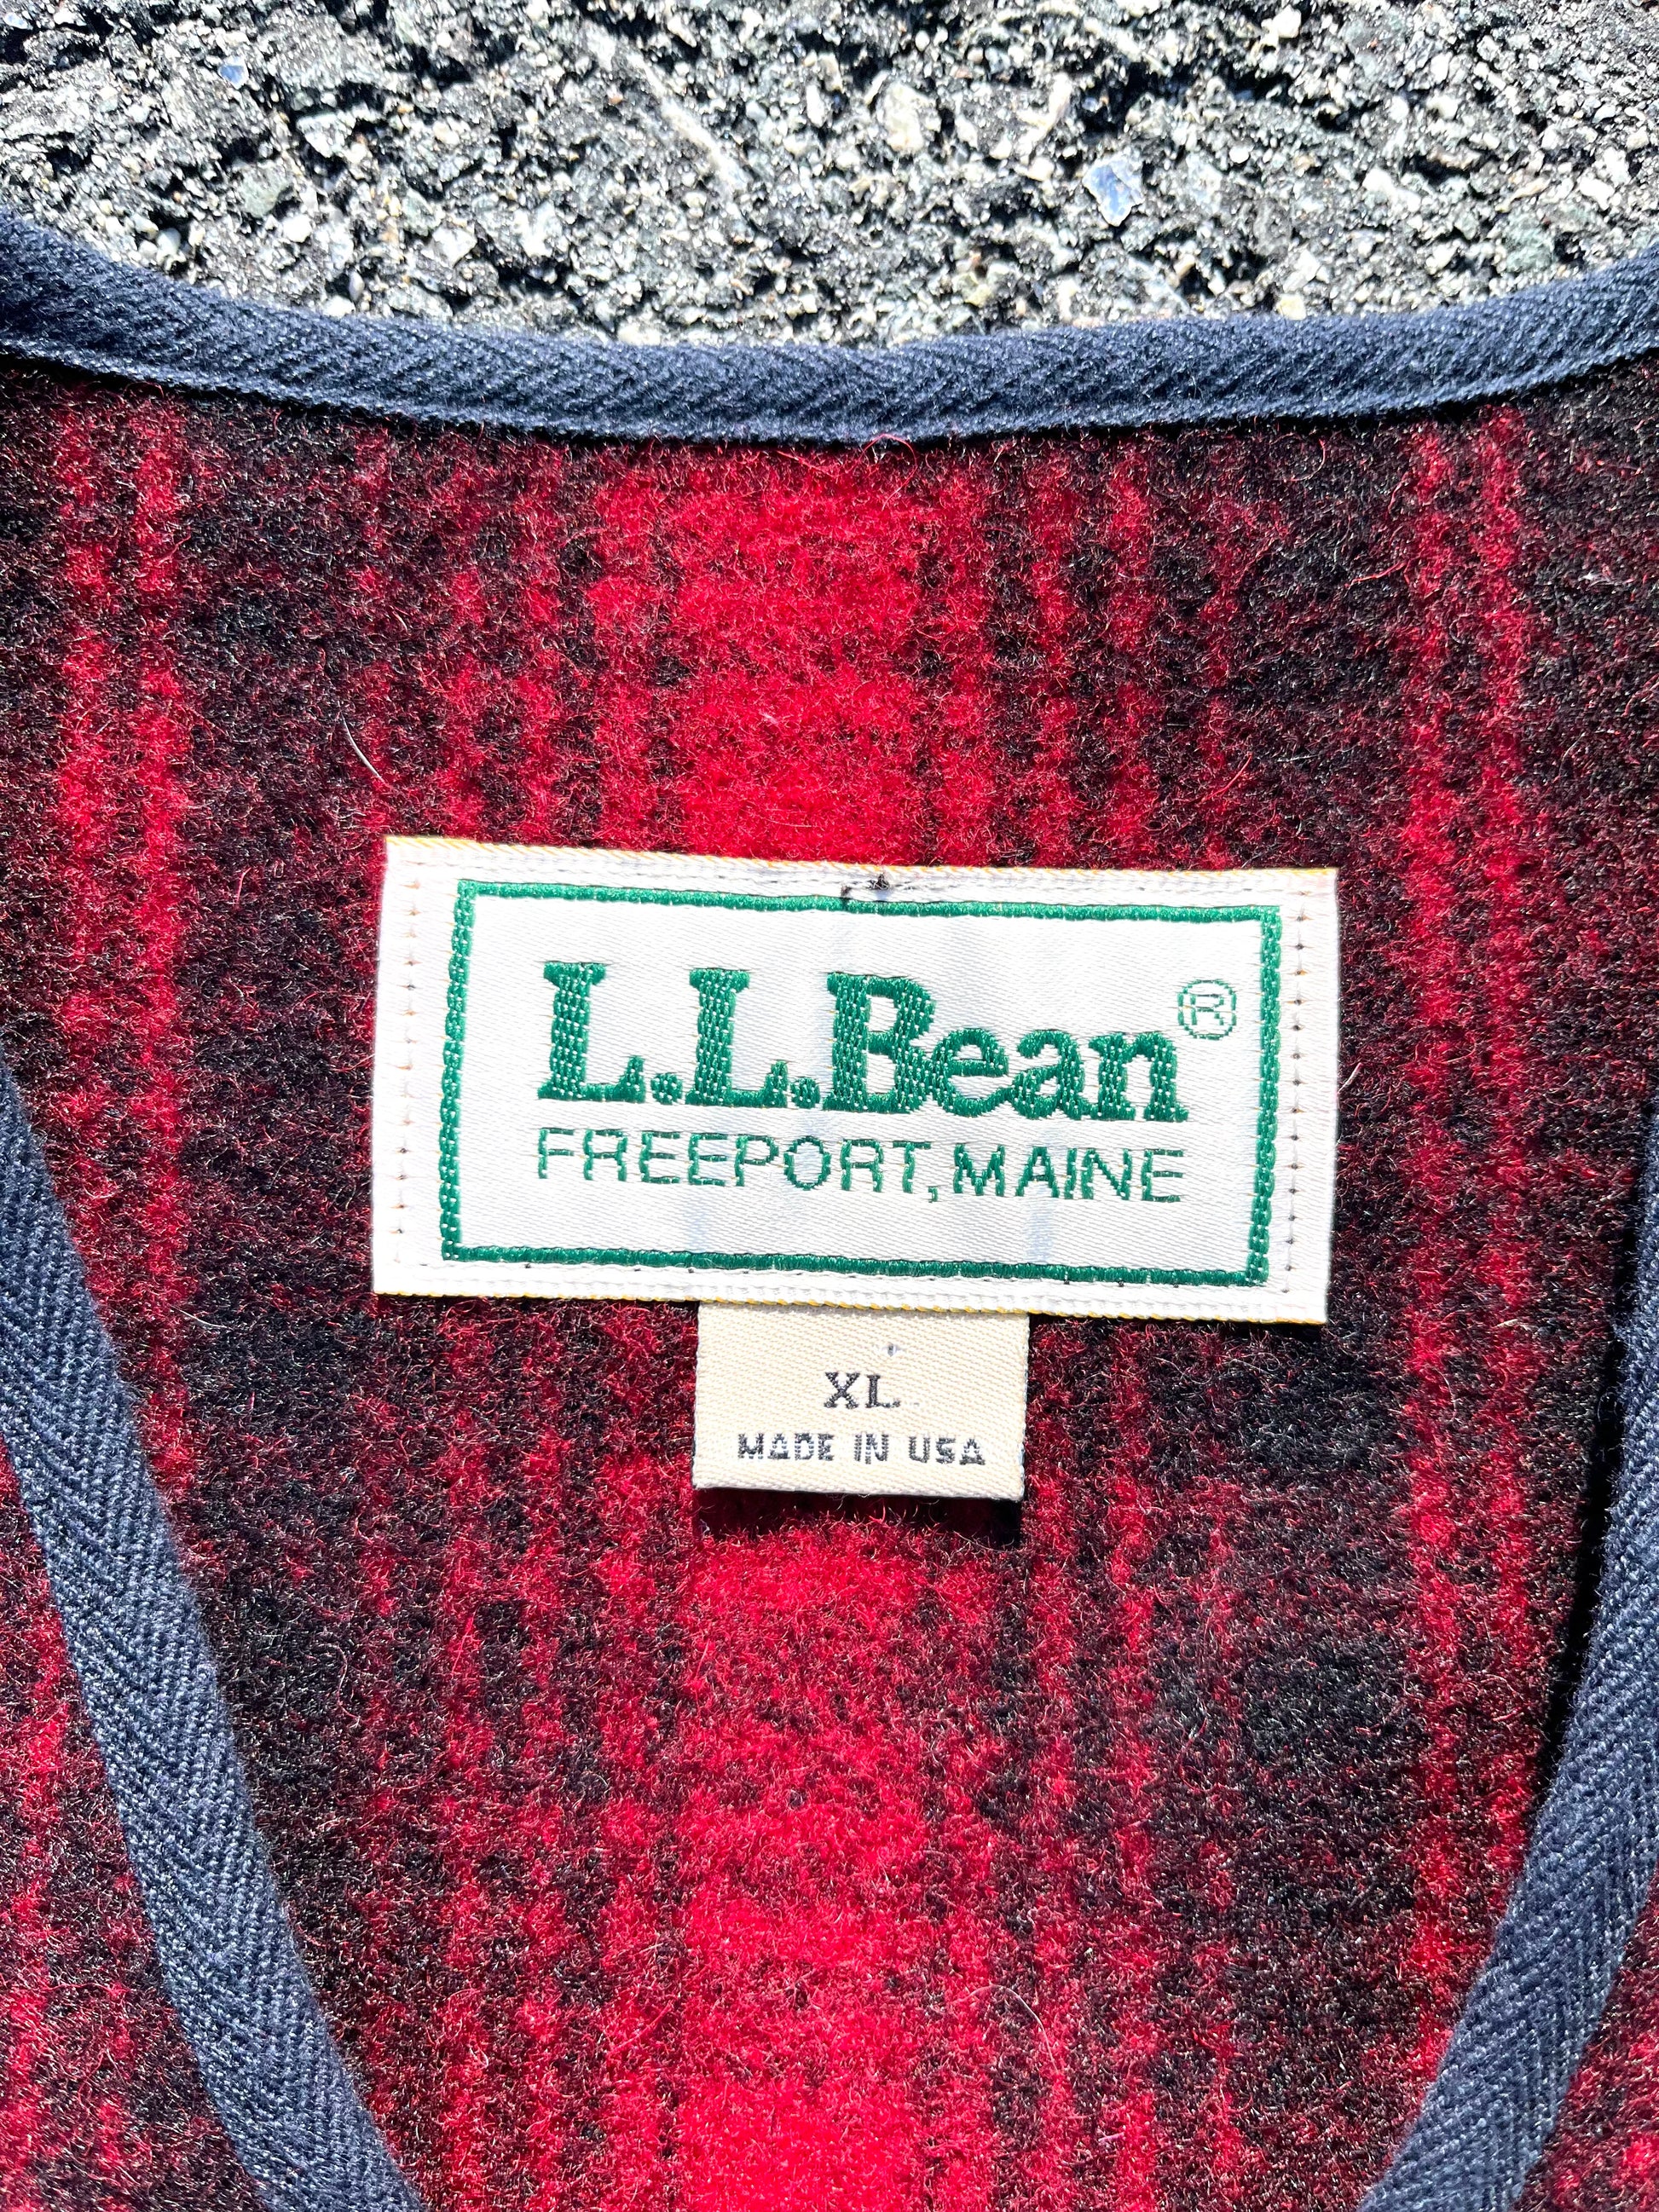 L.L.Bean®
FREEPORT, MAINE
XL
MADE IN USA